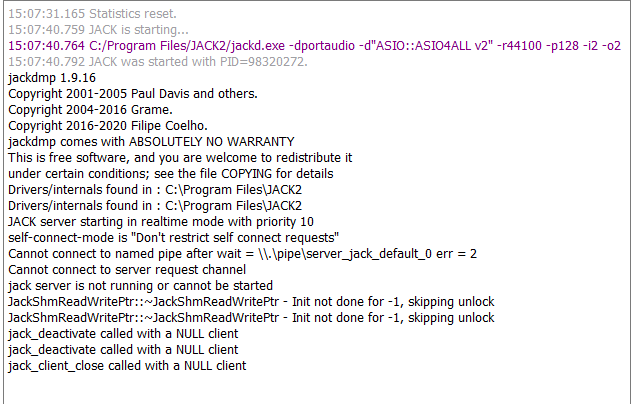 15:07:31.165 Statistics reset.
15:07:40.759 JACK is starting...
15:07:40.764 C:/Program Files/JACK2/jackd.exe -dportaudio -d"ASIO::ASIO4ALL v2" -r44100 -p128 -i2 -o2
15:07:40.792 JACK was started with PID=98320272.
jackdmp 1.9.16
Copyright 2001-2005 Paul Davis and others.
Copyright 2004-2016 Grame.
Copyright 2016-2020 Filipe Coelho.
jackdmp comes with ABSOLUTELY NO WARRANTY
This is free software, and you are welcome to redistribute it
under certain conditions; see the file COPYING for details
Drivers/internals found in : C:\Program Files\JACK2
Drivers/internals found in : C:\Program Files\JACK2
JACK server starting in realtime mode with priority 10
self-connect-mode is "Don't restrict self connect requests"
Cannot connect to named pipe after wait = \\.\pipe\server_jack_default_0 err = 2
Cannot connect to server request channel
jack server is not running or cannot be started
JackShmReadWritePtr::~JackShmReadWritePtr - Init not done for -1, skipping unlock
JackShmReadWritePtr::~JackShmReadWritePtr - Init not done for -1, skipping unlock
jack_deactivate called with a NULL client
jack_deactivate called with a NULL client
jack_client_close called with a NULL client